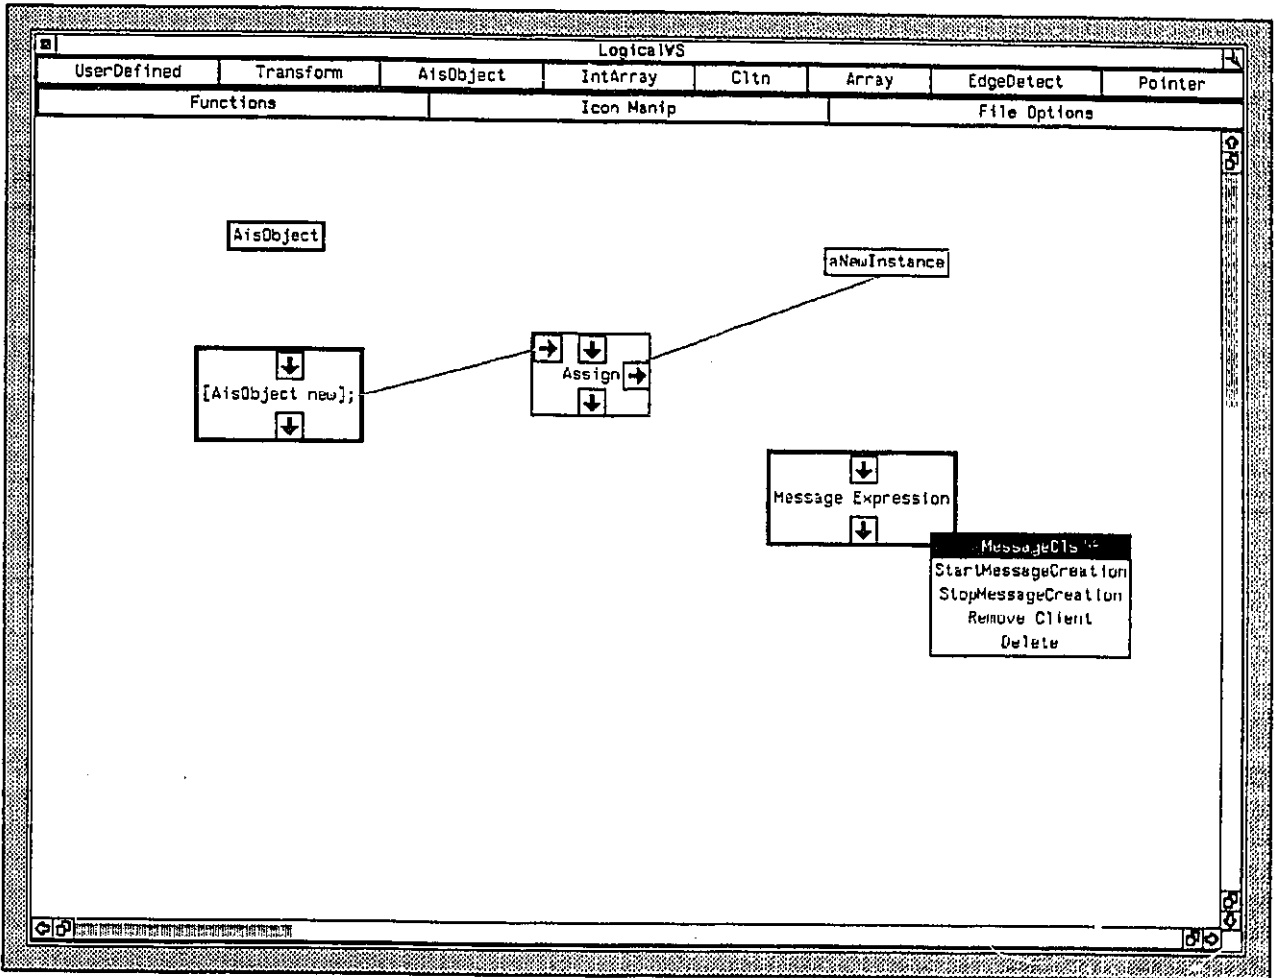 LogicalVS
UserDefined Transform AisObject IntArray Cltn Array EdgeDetect Pointer
Functions Icon Manip File Options
AisObject
aNewInstance
Assign
[AisObject new];
Message Expression
StartMessageCreation
StopMessageCreation
Remove Client
Delete